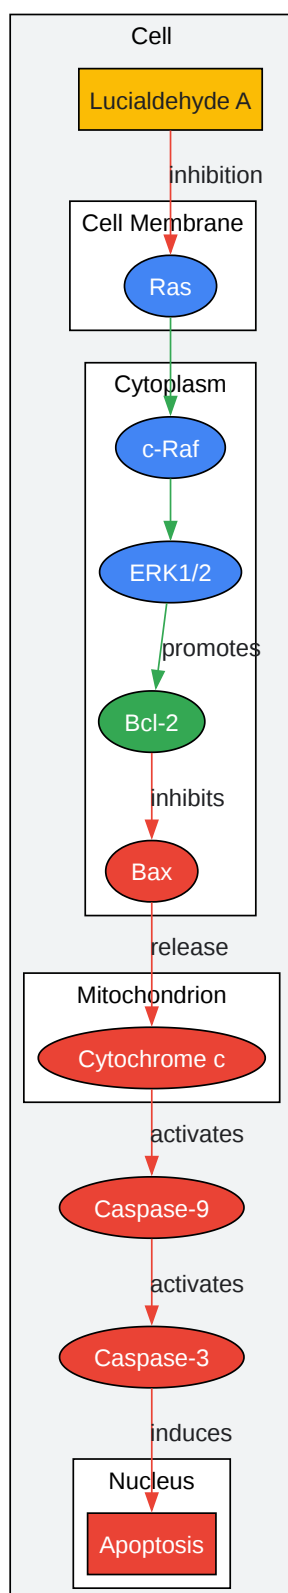 Cell
Lucialdehyde A
inhibition
Cell Membrane
Ras
Cytoplasm
c-Raf
ERK1/2
promotes
Bcl-2
inhibits
Bax
release
Mitochondrion
Cytochrome c
activates
Caspase-9
activates
Caspase-3
induces
Nucleus
Apoptosis